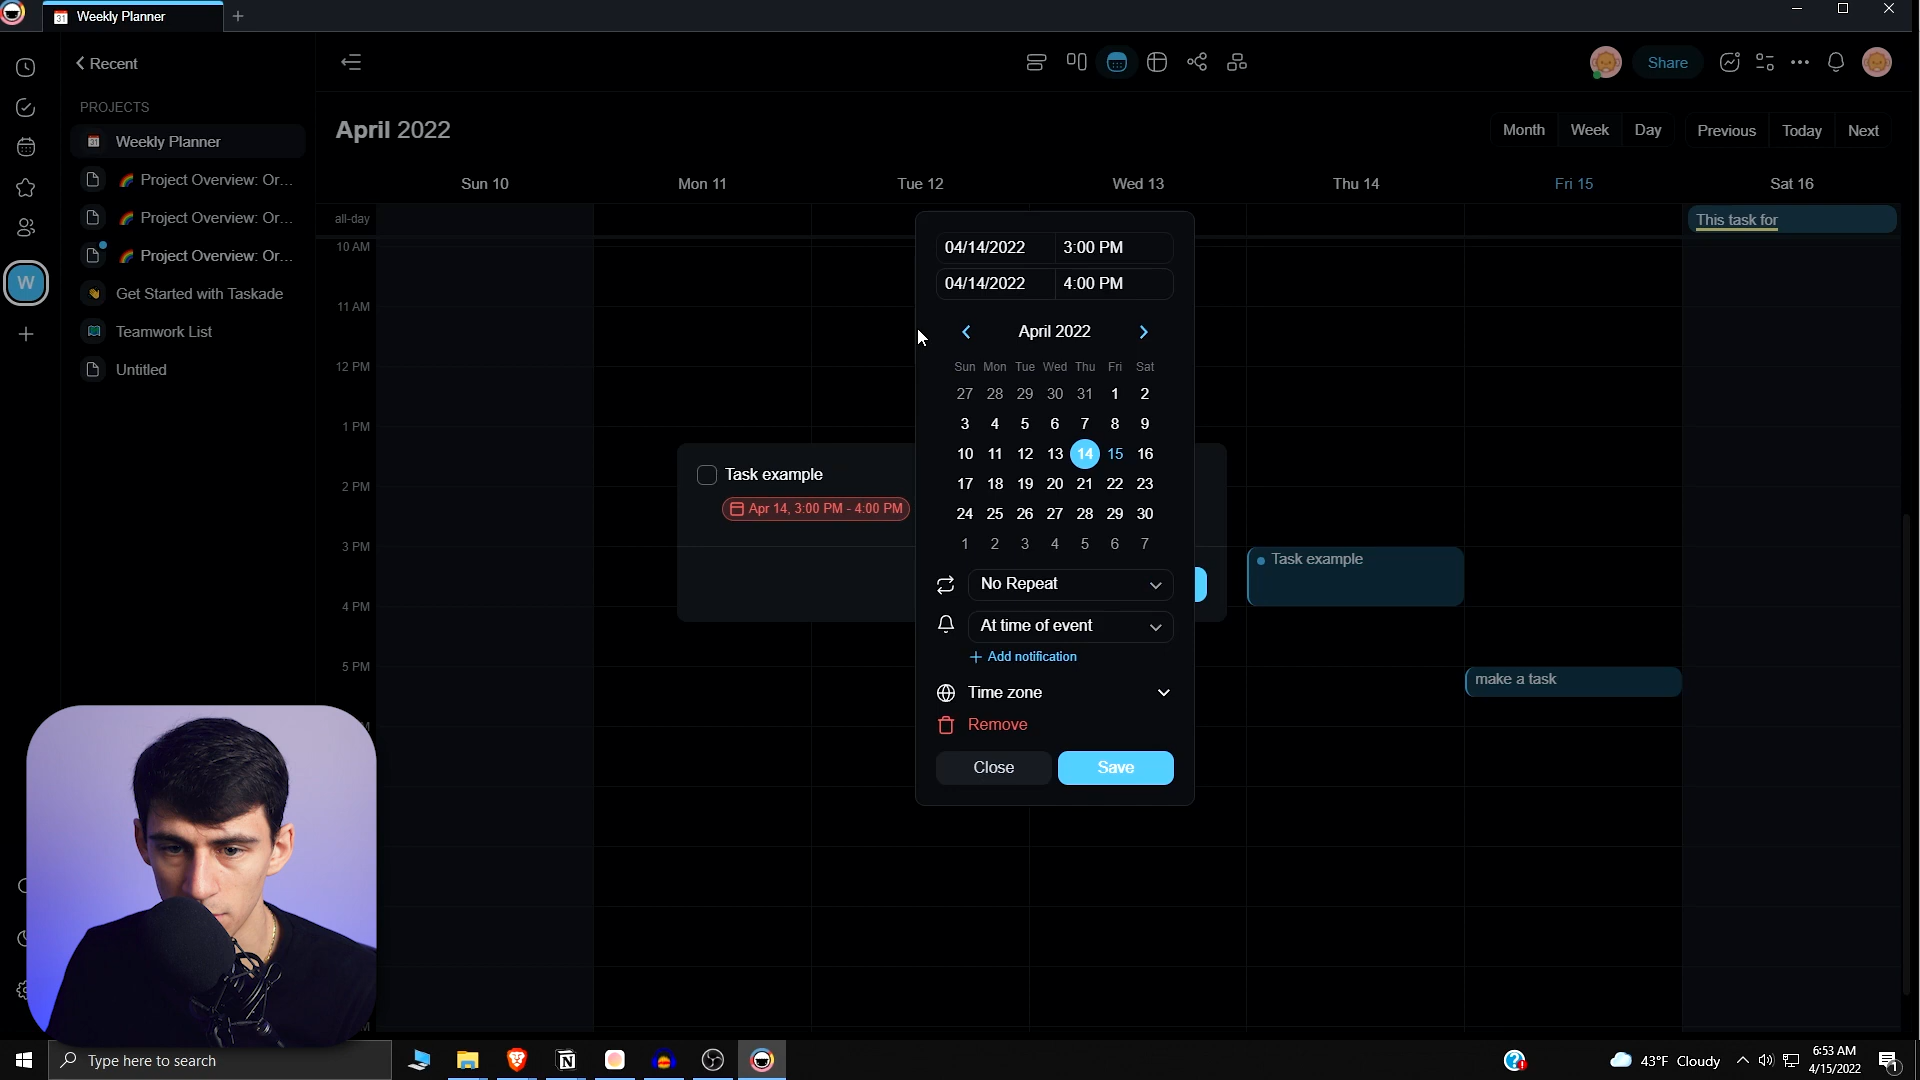 Weekly Planner
Recent
Share
PROJECTS
Weekly Planner
Project Overview: Or...
Project Overview: Or...
Project Overview: Or...
Get Started with Taskade
Teamwork List
Untitled
W
April 2022
Month Week Day Previous Today Next
Sun 10 Mon 11 Tue 12 Wed 13 Thu 14 Fri 15 Sat 16
all-day
This task for
10 AM
11 AM
12 PM
1 PM
2 PM
3 PM
4 PM
5 PM
Task example
Apr 14, 3:00 PM - 4:00 PM
04/14/2022 3:00 PM
04/14/2022 4:00 PM
April 2022
Sun Mon Tue Wed Thu Fri Sat
27 28 29 30 31 1 2
3 4 5 6 7 8 9
10 11 12 13 14 15 16
17 18 19 20 21 22 23
24 25 26 27 28 29 30
1 2 3 4 5 6 7
No Repeat
At time of event
Add notification
Time zone
Remove
Close Save
Task example
make a task
Type here to search
43°F Cloudy
6:53 AM
4/15/2022
1